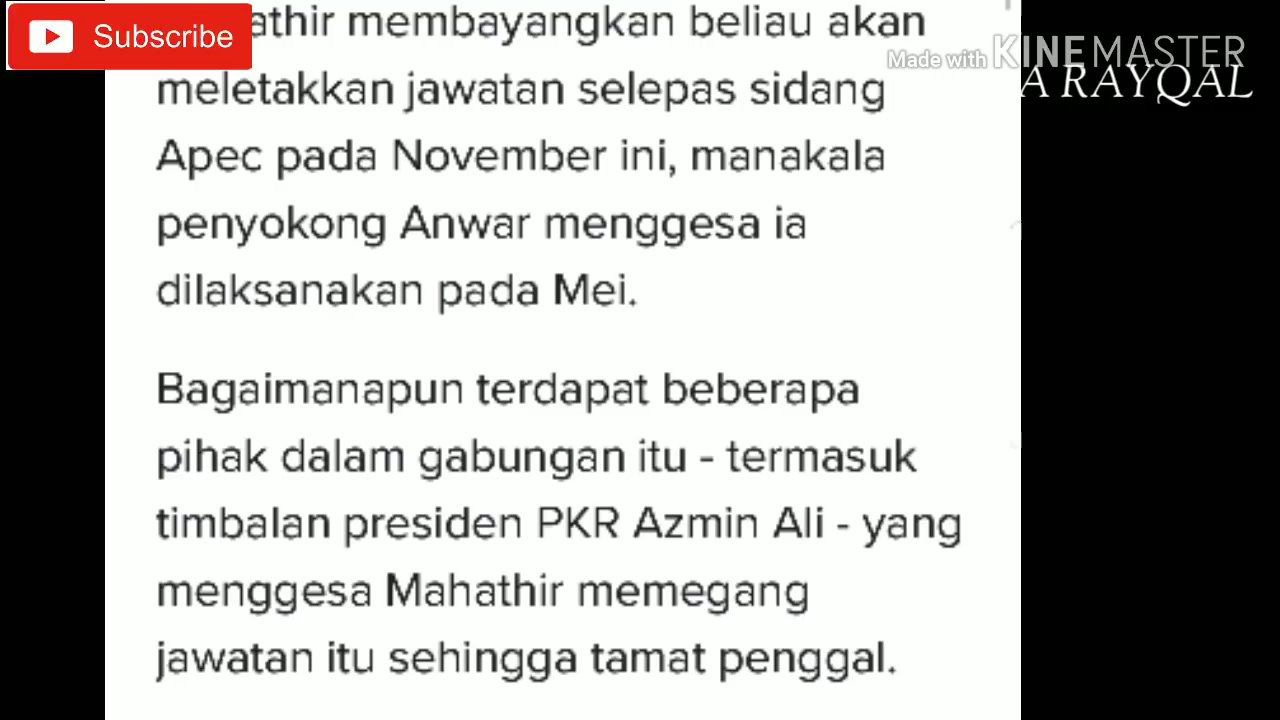 Subscribe
athir membayangkan beliau akan
Made with KINEMASTER
meletakkan jawatan selepas sidang
A RAYQAL
Apec pada November ini, manakala
penyokong Anwar menggesa ia
dilaksanakan pada Mei.
Bagaimanapun terdapat beberapa
pihak dalam gabungan itu - termasuk
timbalan presiden PKR Azmin Ali - yang
menggesa Mahathir memegang
jawatan itu sehingga tamat penggal.